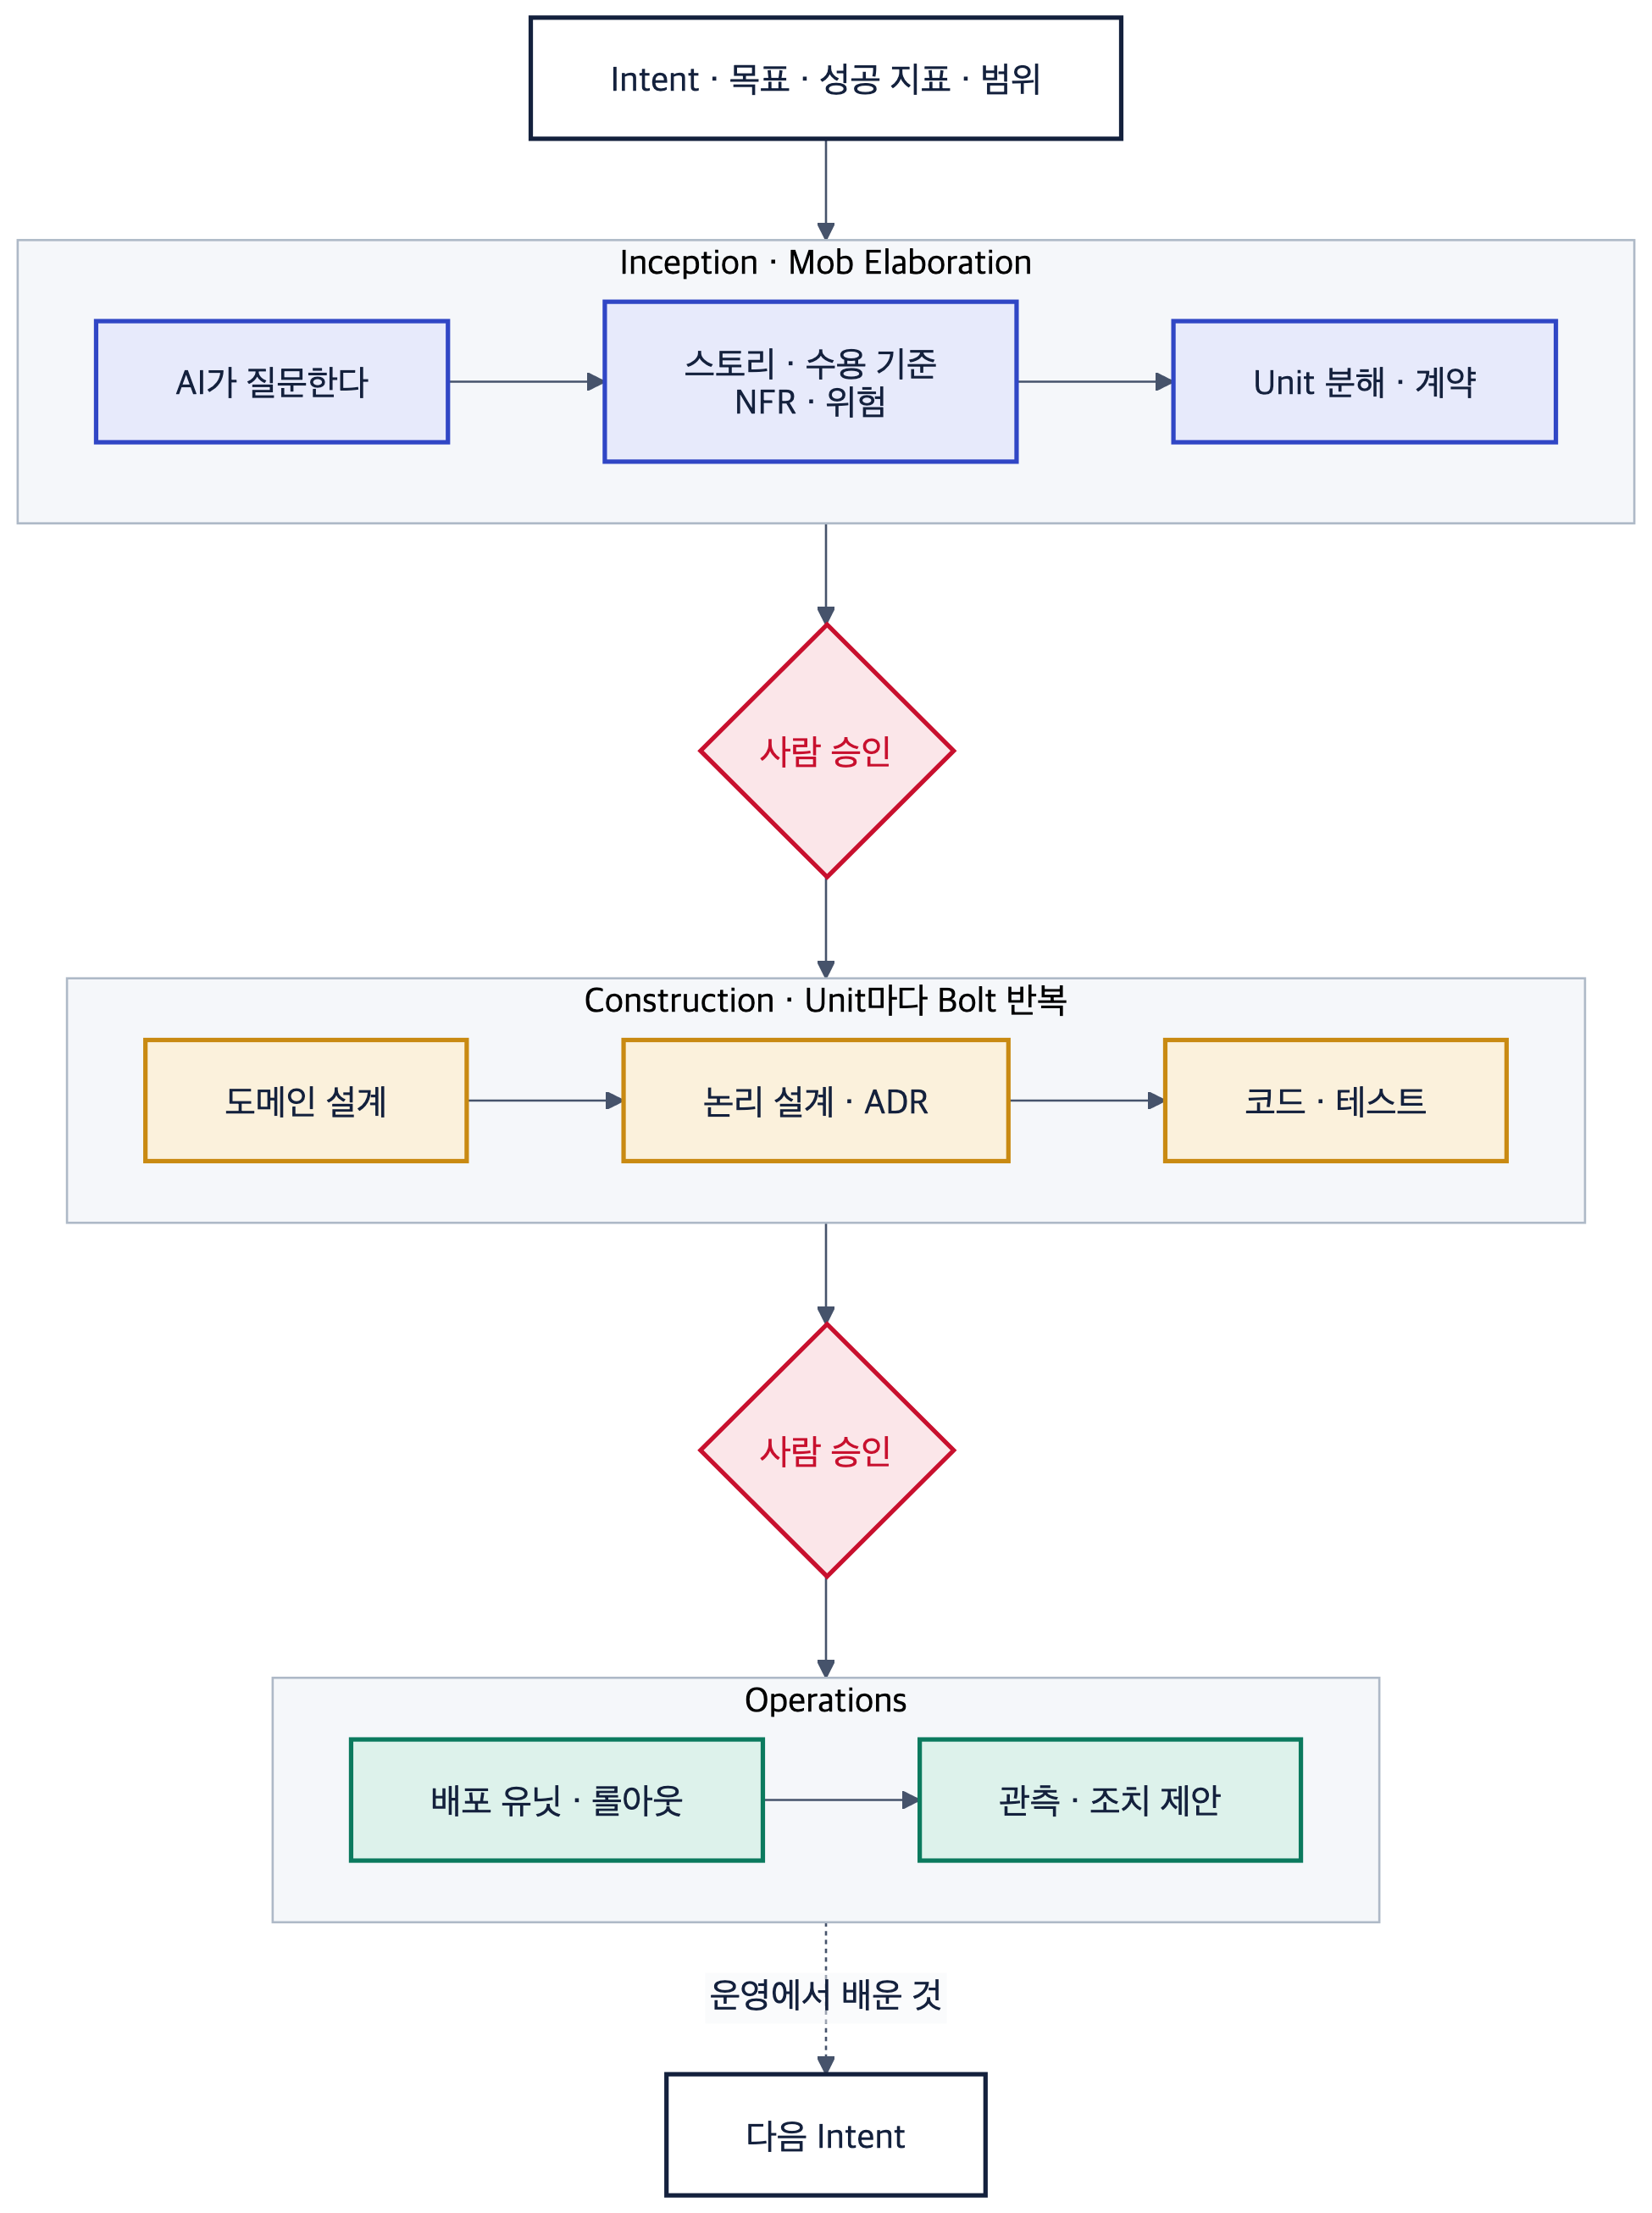 Intent · 목표 · 성공 지표 · 범위
Inception · Mob Elaboration
AI가 질문한다
스토리 · 수용 기준
NFR · 위험
Unit 분해 · 계약
사람 승인
Construction · Unit마다 Bolt 반복
도메인 설계
논리 설계 · ADR
코드 · 테스트
사람 승인
Operations
배포 유닛 · 롤아웃
관측 · 조치 제안
운영에서 배운 것
다음 Intent